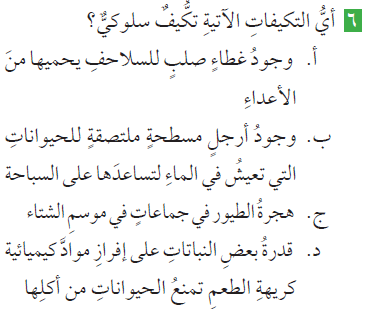 ٦ أيُّ التكيفاتِ الآتيةِ تكُّيفٌ سلوكيٌّ؟
أ. وجودُ غطاءٍ صلبٍ للسلاحفِ يحميها منَ
الأعداءِ
ب. وجودُ أرجلٍ مسطحةٍ ملتصقةٍ للحيواناتِ
التي تعيشُ في الماءِ لتساعدَها على السباحة
ج. هجرةُ الطيور في جماعاتٍ في موسمِ الشتاء
د. قدرةُ بعضِ النباتاتِ على إفرازِ موادَّ كيميائية
كريهةِ الطعمِ تمنعُ الحيواناتِ من أكلِها